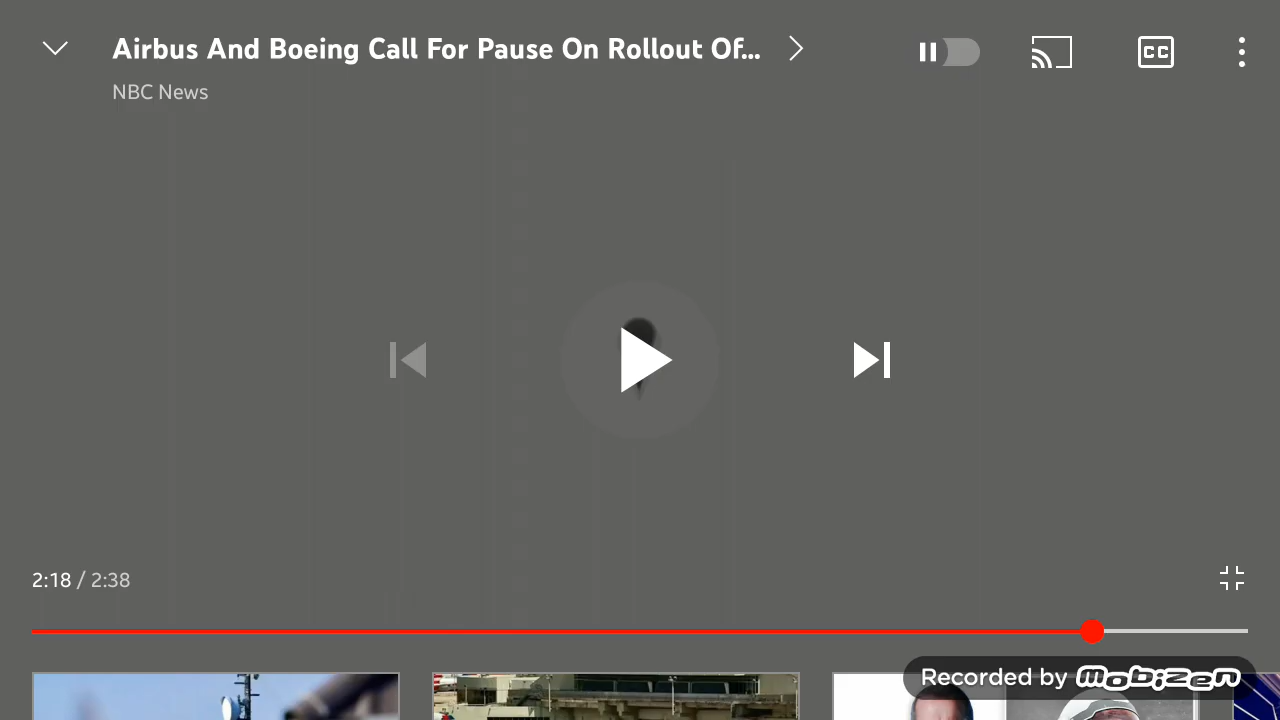 Airbus And Boeing Call For Pause On Rollout Of...
NBC News
CC
2:18 / 2:38
Recorded by mobizen